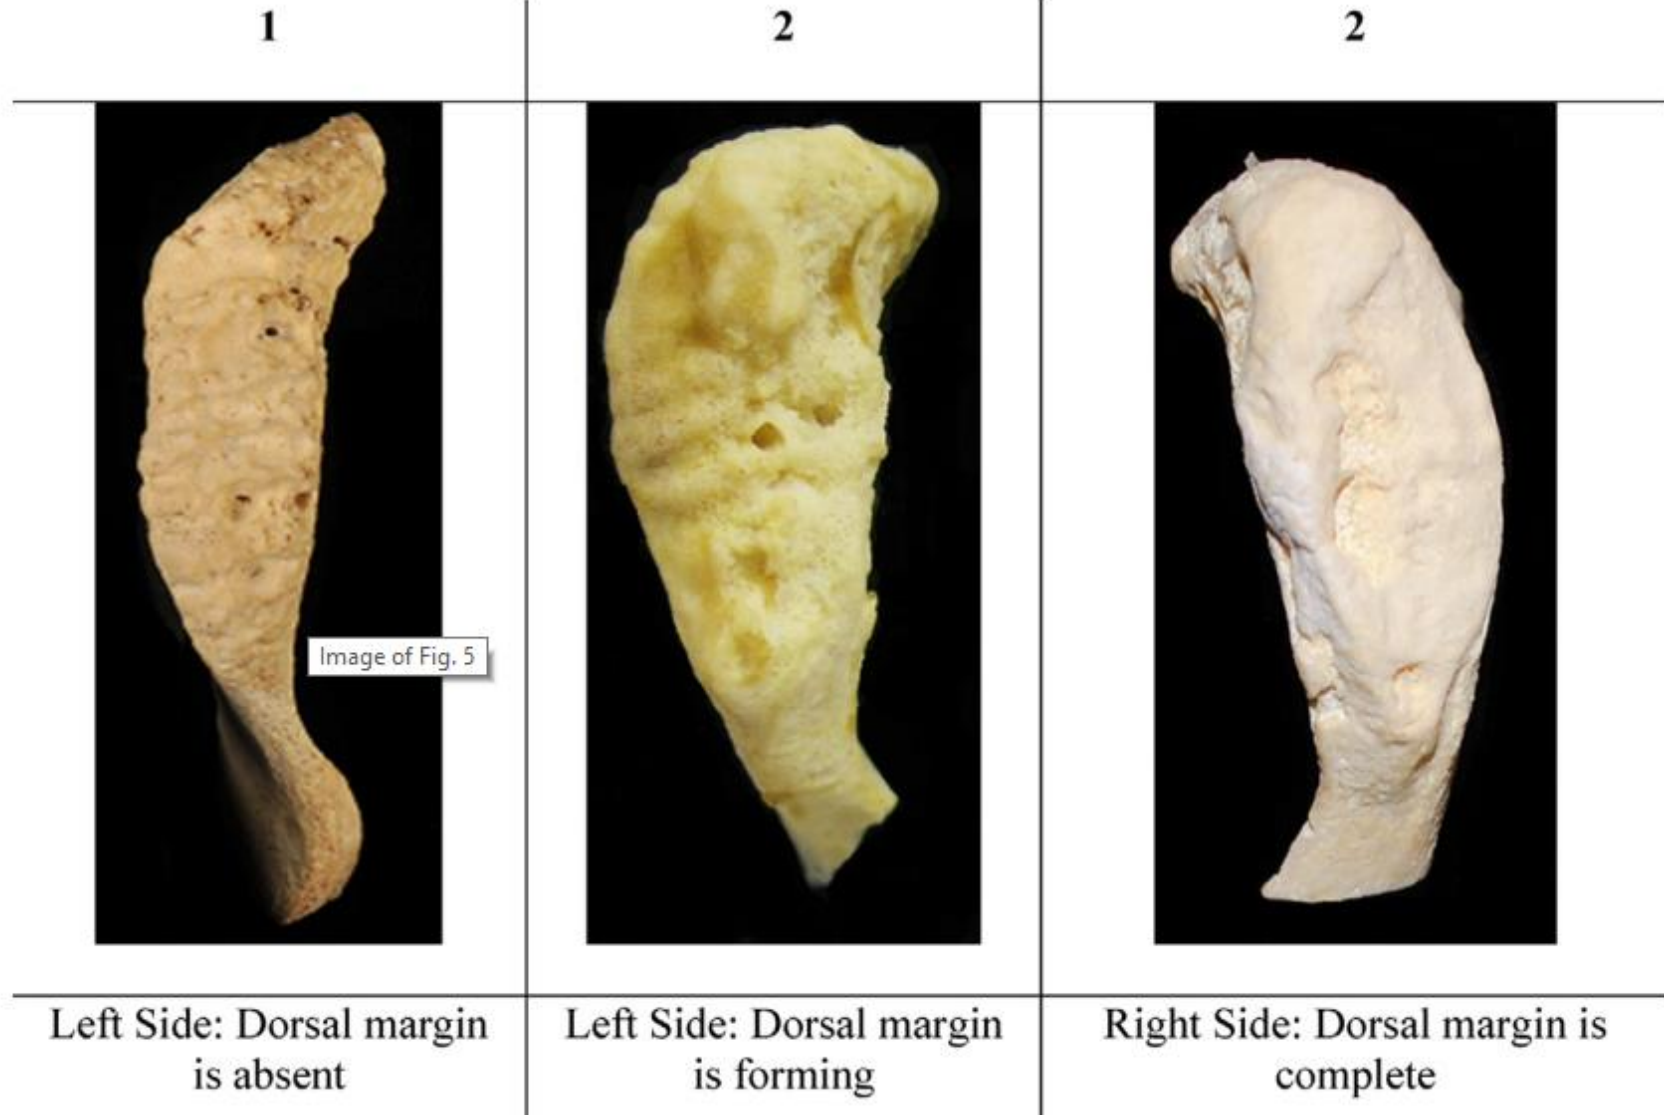 1
2
2
Image of Fig. 5
Left Side: Dorsal margin
is absent
Left Side: Dorsal margin
is forming
Right Side: Dorsal margin is
complete